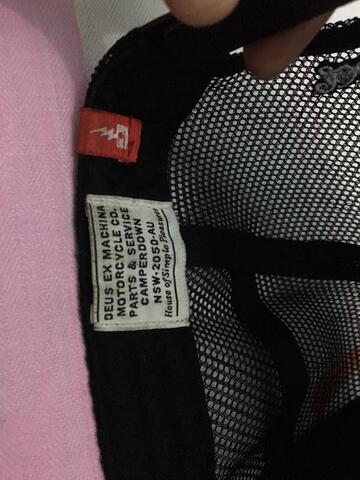 DEUS EX MACHINA
MOTORCYCLE CO.
PARTS & SERVICE
CAMPERDOWN
NSW·2050·AU
House of Simple Pleasures